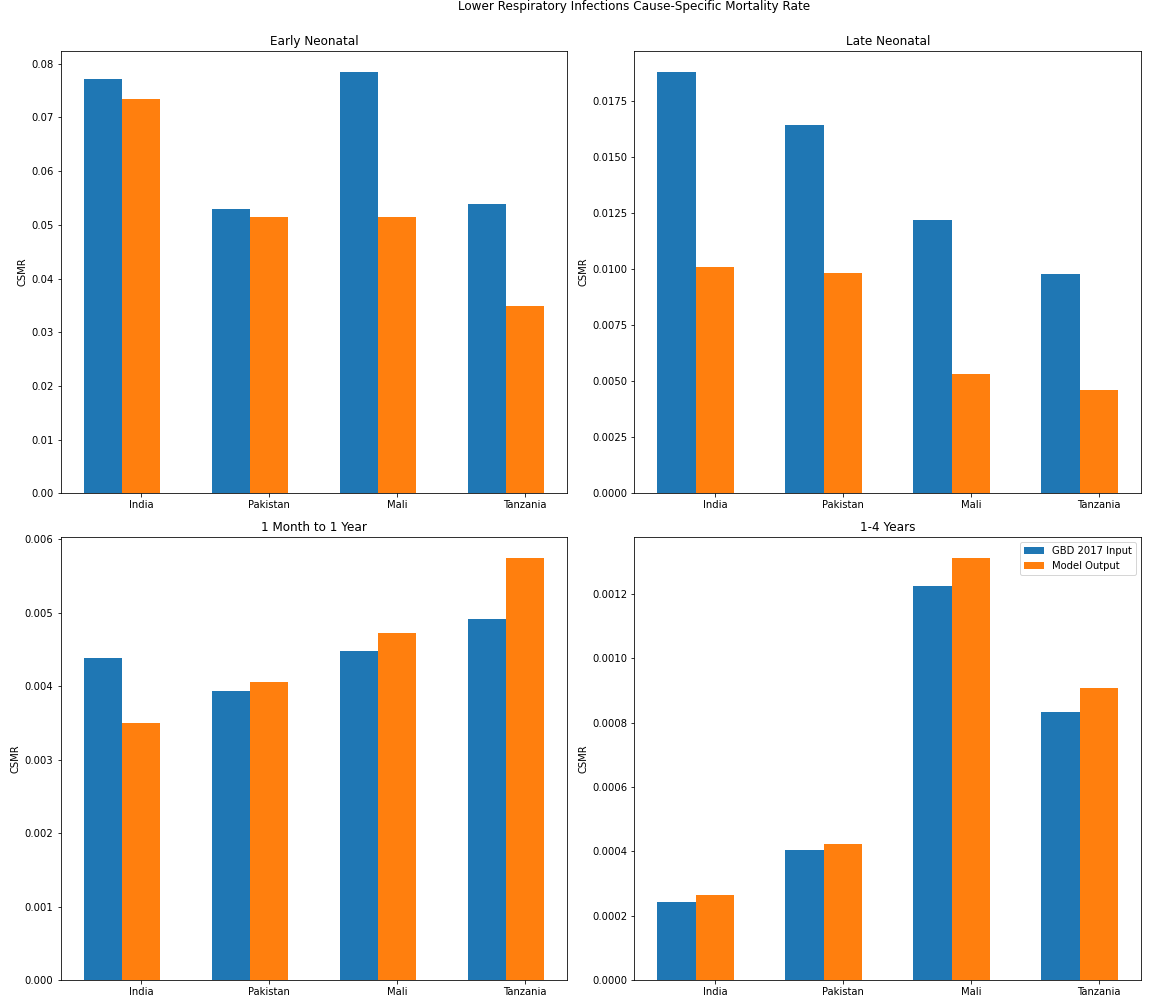 Lower Respiratory Infections Cause-Specific Mortality Rate
Early Neonatal
CSMR
0.08
0.07
0.06
0.05
0.04
0.03
0.02
0.01
0.00
India
Pakistan
Mali
Tanzania
Late Neonatal
CSMR
0.0175
0.0150
0.0125
0.0100
0.0075
0.0050
0.0025
0.0000
India
Pakistan
Mali
Tanzania
1 Month to 1 Year
CSMR
0.006
0.005
0.004
0.003
0.002
0.001
0.000
India
Pakistan
Mali
Tanzania
1-4 Years
GBD 2017 Input
Model Output
CSMR
0.0012
0.0010
0.0008
0.0006
0.0004
0.0002
0.0000
India
Pakistan
Mali
Tanzania